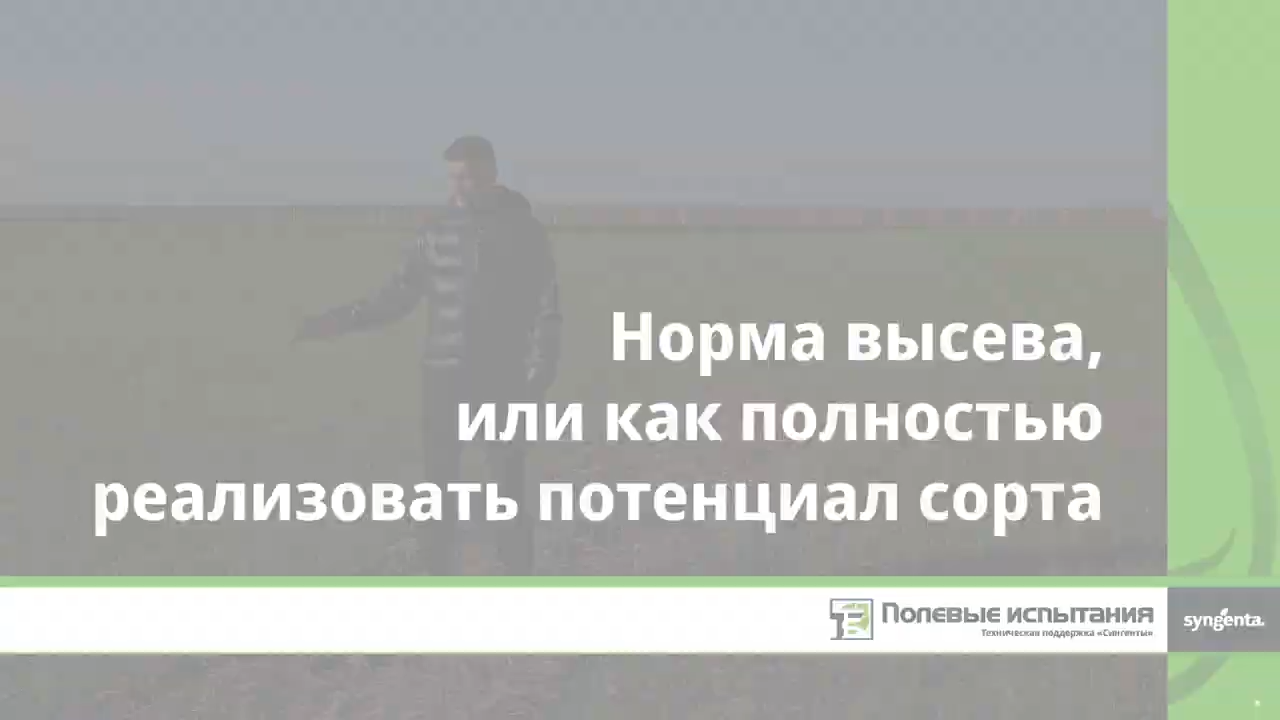 Норма высева,
или как полностью
реализовать потенциал сорта
Полевые испытания
Техническая поддержка «Сингенты»
syngenta.